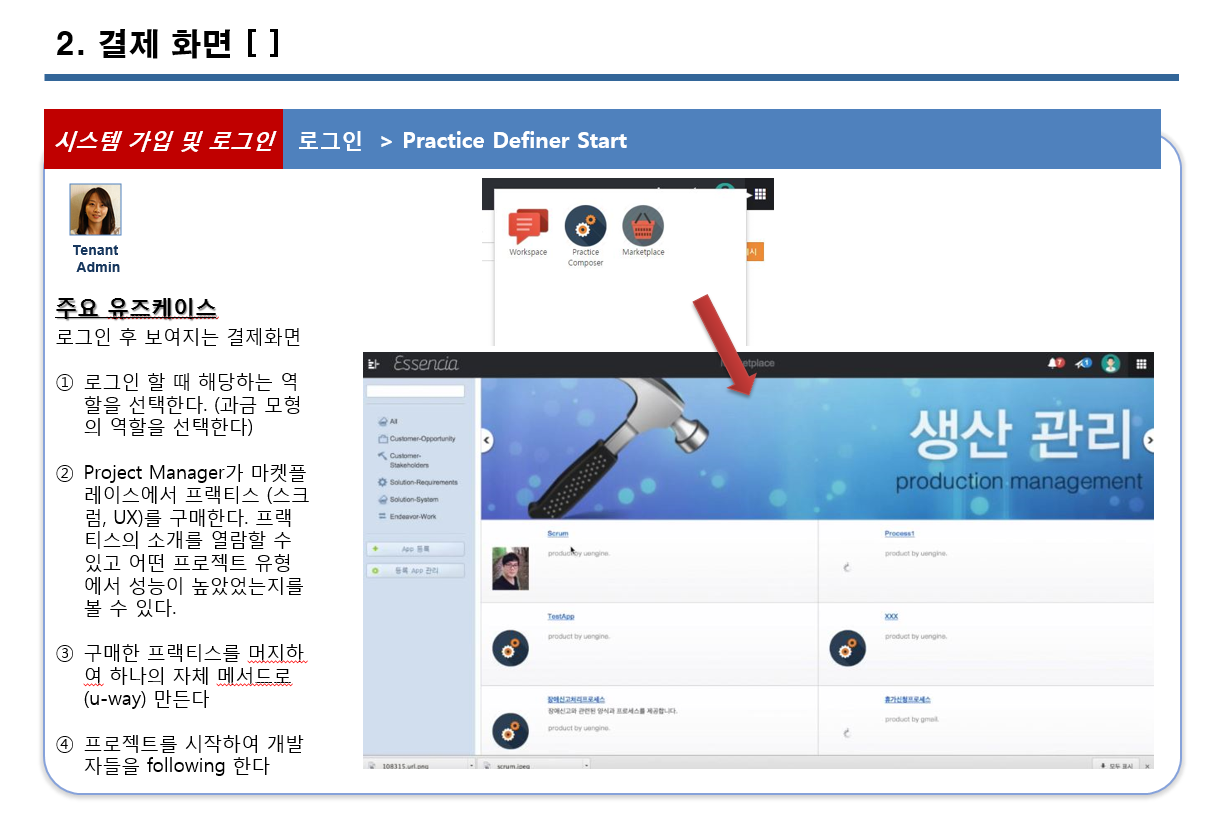 2. 결제 화면 [ ]
시스템 가입 및 로그인
로그인 > Practice Definer Start
Tenant
Admin
주요 유즈케이스
로그인 후 보여지는 결제화면
① 로그인 할 때 해당하는 역
할을 선택한다. (과금 모형
의 역할을 선택한다)
② Project Manager가 마켓플
레이스에서 프랙티스 (스크
럼, UX)를 구매한다. 프랙
티스의 소개를 열람할 수
있고 어떤 프로젝트 유형
에서 성능이 높았었는지를
볼 수 있다.
③ 구매한 프랙티스를 머지하
여 하나의 자체 메서드로
(u-way) 만든다
④ 프로젝트를 시작하여 개발
자들을 following 한다
Workspace
Practice
Composer
Marketplace
Essencia
etplace
7
1
All
Customer-Opportunity
Customer-
Stakeholders
Solution-Requirements
Solution-System
Endeavor-Work
App 등록
등록 App 관리
생산 관리
production management
Scrum
product by uengine.
Process1
product by uengine.
TestApp
product by uengine.
XXX
product by uengine.
장애신고처리프로세스
장애신고와 관련된 양식과 프로세스를 제공합니다.
product by uengine.
휴가신청프로세스
product by gmail.
108315.url.png
scrum.jpeg
모두 표시